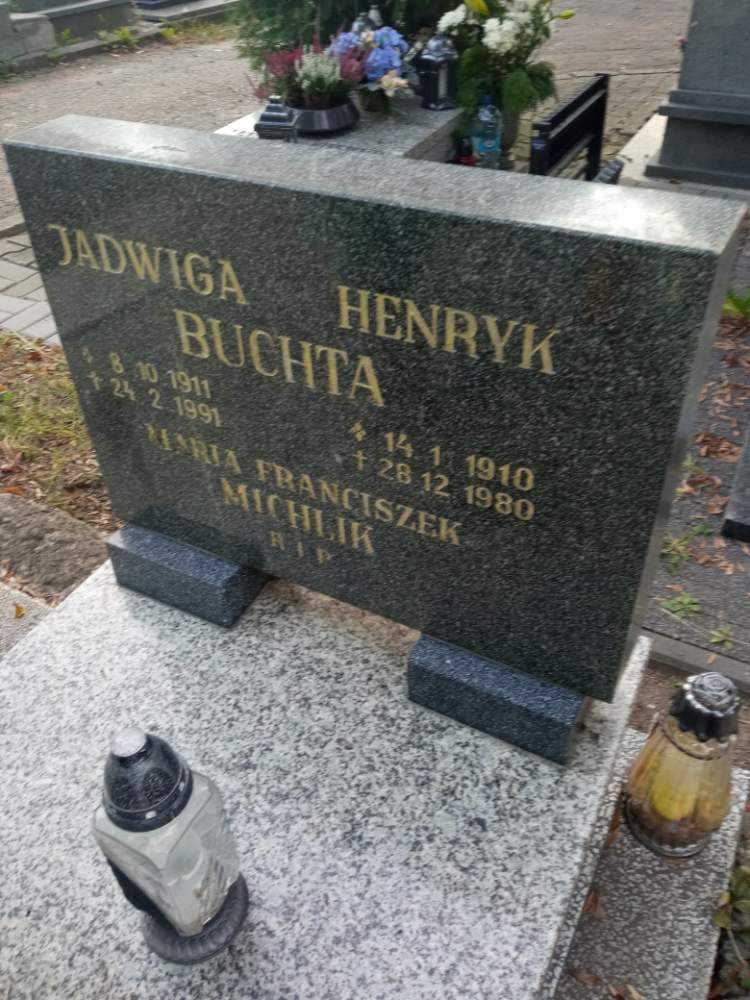 JADWIGA HENRYK
BUCHTA
* 8 10 1911
† 24 2 1991
* 14 1 1910
† 28 12 1980
MARIA FRANCISZEK
MICHLIK
R I P